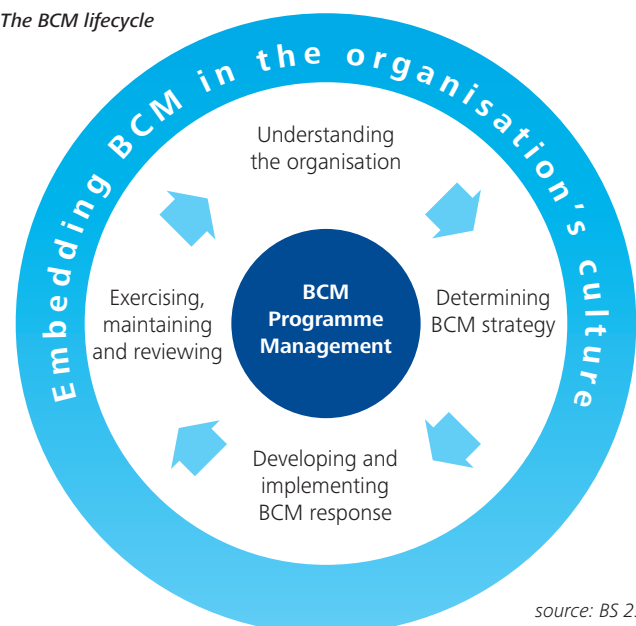 The BCM lifecycle
Embedding BCM in the organisation's culture
Understanding
the organisation
BCM
Programme
Management
Exercising,
maintaining
and reviewing
Determining
BCM strategy
Developing and
implementing
BCM response
source: BS